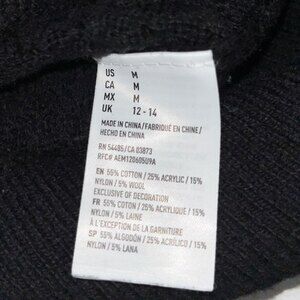 US M
CA M
MX M
UK 12 - 14
MADE IN CHINA/FABRIQUÉ EN CHINE/
HECHO EN CHINA
RN 54485/CA 03873
RFC# AEM1206059U9A
EN 55% COTTON / 25% ACRYLIC / 15%
NYLON / 5% WOOL
EXCLUSIVE OF DECORATION
FR 55% COTON / 25% ACRYLIQUE / 15%
NYLON / 5% LAINE
À L'EXCEPTION DE LA GARNITURE
SP 55% ALGODÓN / 25% ACRÍLICO / 15%
NYLON / 5% LANA